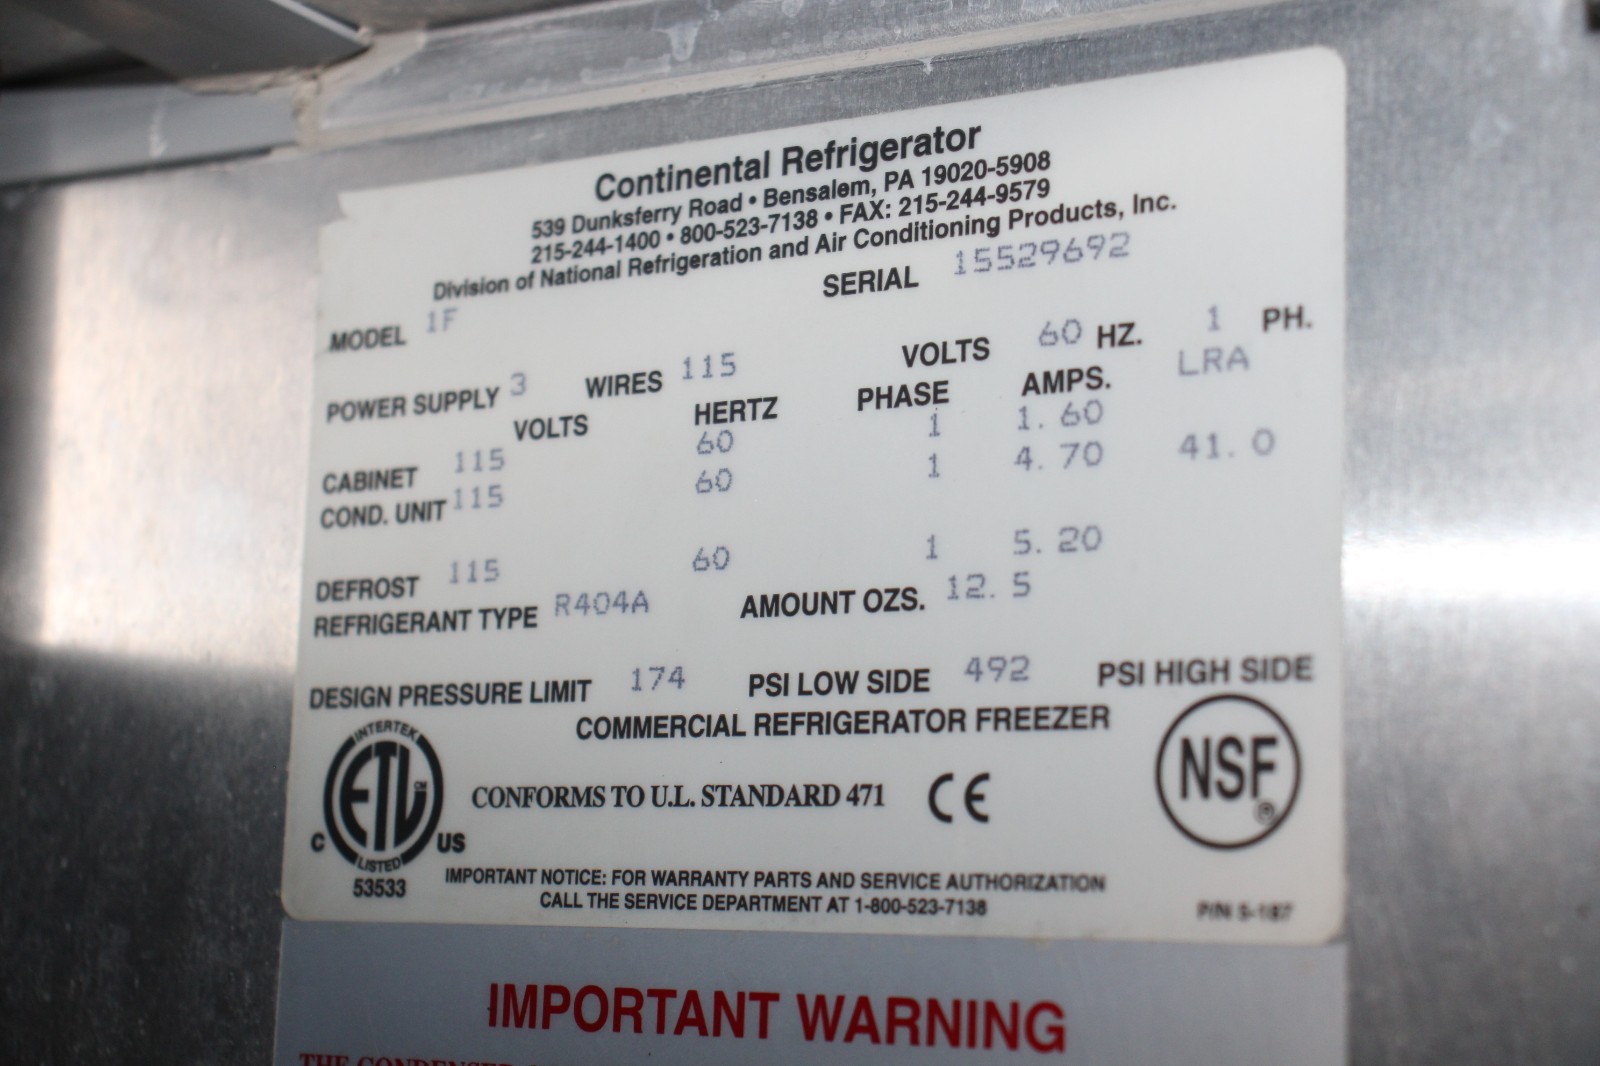 Continental Refrigerator
539 Dunksferry Road • Bensalem, PA 19020-5908
215-244-1400 • 800-523-7138 • FAX: 215-244-9579
Division of National Refrigeration and Air Conditioning Products, Inc.
MODEL 1F SERIAL 15529692
POWER SUPPLY 3 WIRES 115 VOLTS 60 HZ. 1 PH.
VOLTS HERTZ PHASE AMPS. LRA
CABINET 115 60 1 1.60
COND. UNIT 115 60 1 4.70 41.0
DEFROST 115 60 1 5.20
REFRIGERANT TYPE R404A AMOUNT OZS. 12.5
DESIGN PRESSURE LIMIT 174 PSI LOW SIDE 492 PSI HIGH SIDE
COMMERCIAL REFRIGERATOR FREEZER
INTERTEK
ETL CM
LISTED
C US
53533
CONFORMS TO U.L. STANDARD 471 CE
NSF ®
IMPORTANT NOTICE: FOR WARRANTY PARTS AND SERVICE AUTHORIZATION
CALL THE SERVICE DEPARTMENT AT 1-800-523-7138
P/N 5-187
IMPORTANT WARNING
THE